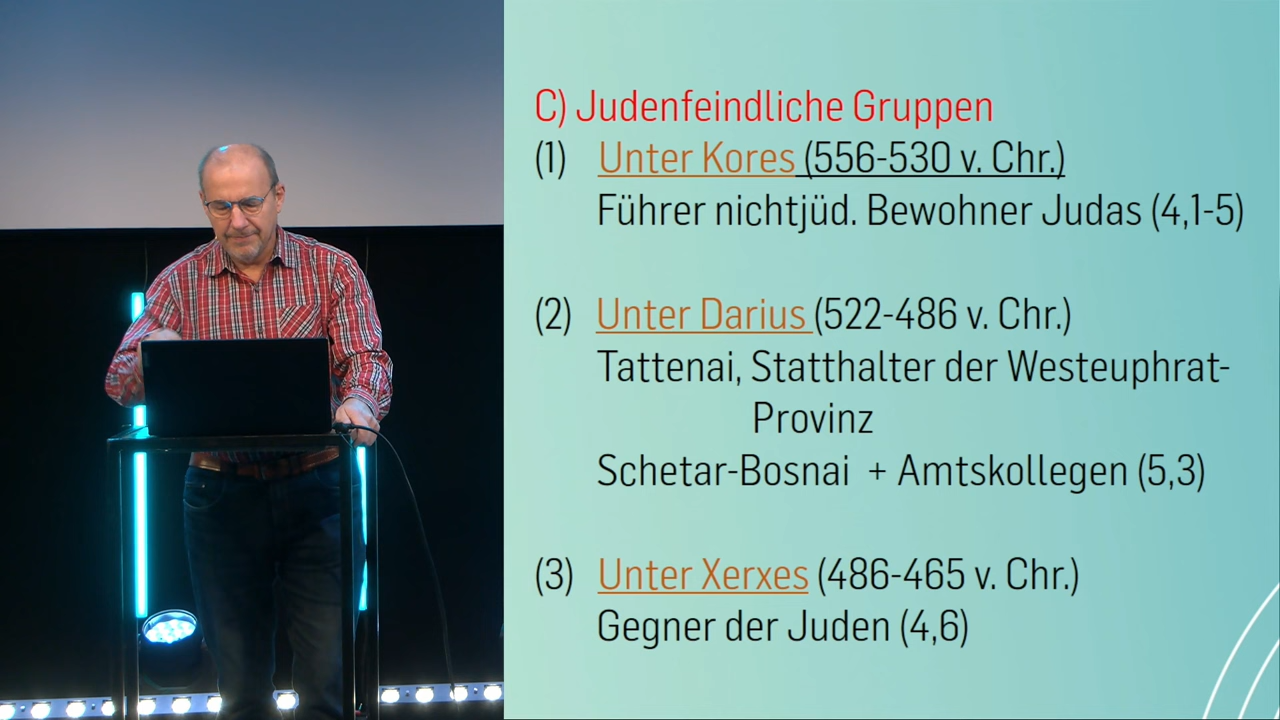 C) Judenfeindliche Gruppen
(1) Unter Kores (556-530 v. Chr.)
Führer nichtjüd. Bewohner Judas (4,1-5)
(2) Unter Darius (522-486 v. Chr.)
Tattenai, Statthalter der Westeuphrat-
Provinz
Schetar-Bosnai + Amtskollegen (5,3)
(3) Unter Xerxes (486-465 v. Chr.)
Gegner der Juden (4,6)